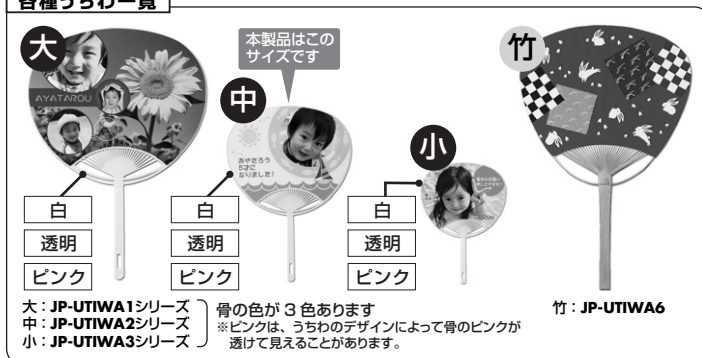 各種うちわ一覧
大
AYATAROU
本製品はこの
サイズです
中
あやたろう
5才に
なりました！
小
竹
白
透明
ピンク
白
透明
ピンク
白
透明
ピンク
大：JP-UTIWA1シリーズ
中：JP-UTIWA2シリーズ
小：JP-UTIWA3シリーズ
骨の色が 3 色あります
※ピンクは、うちわのデザインによって骨のピンクが
透けて見えることがあります。
竹：JP-UTIWA6